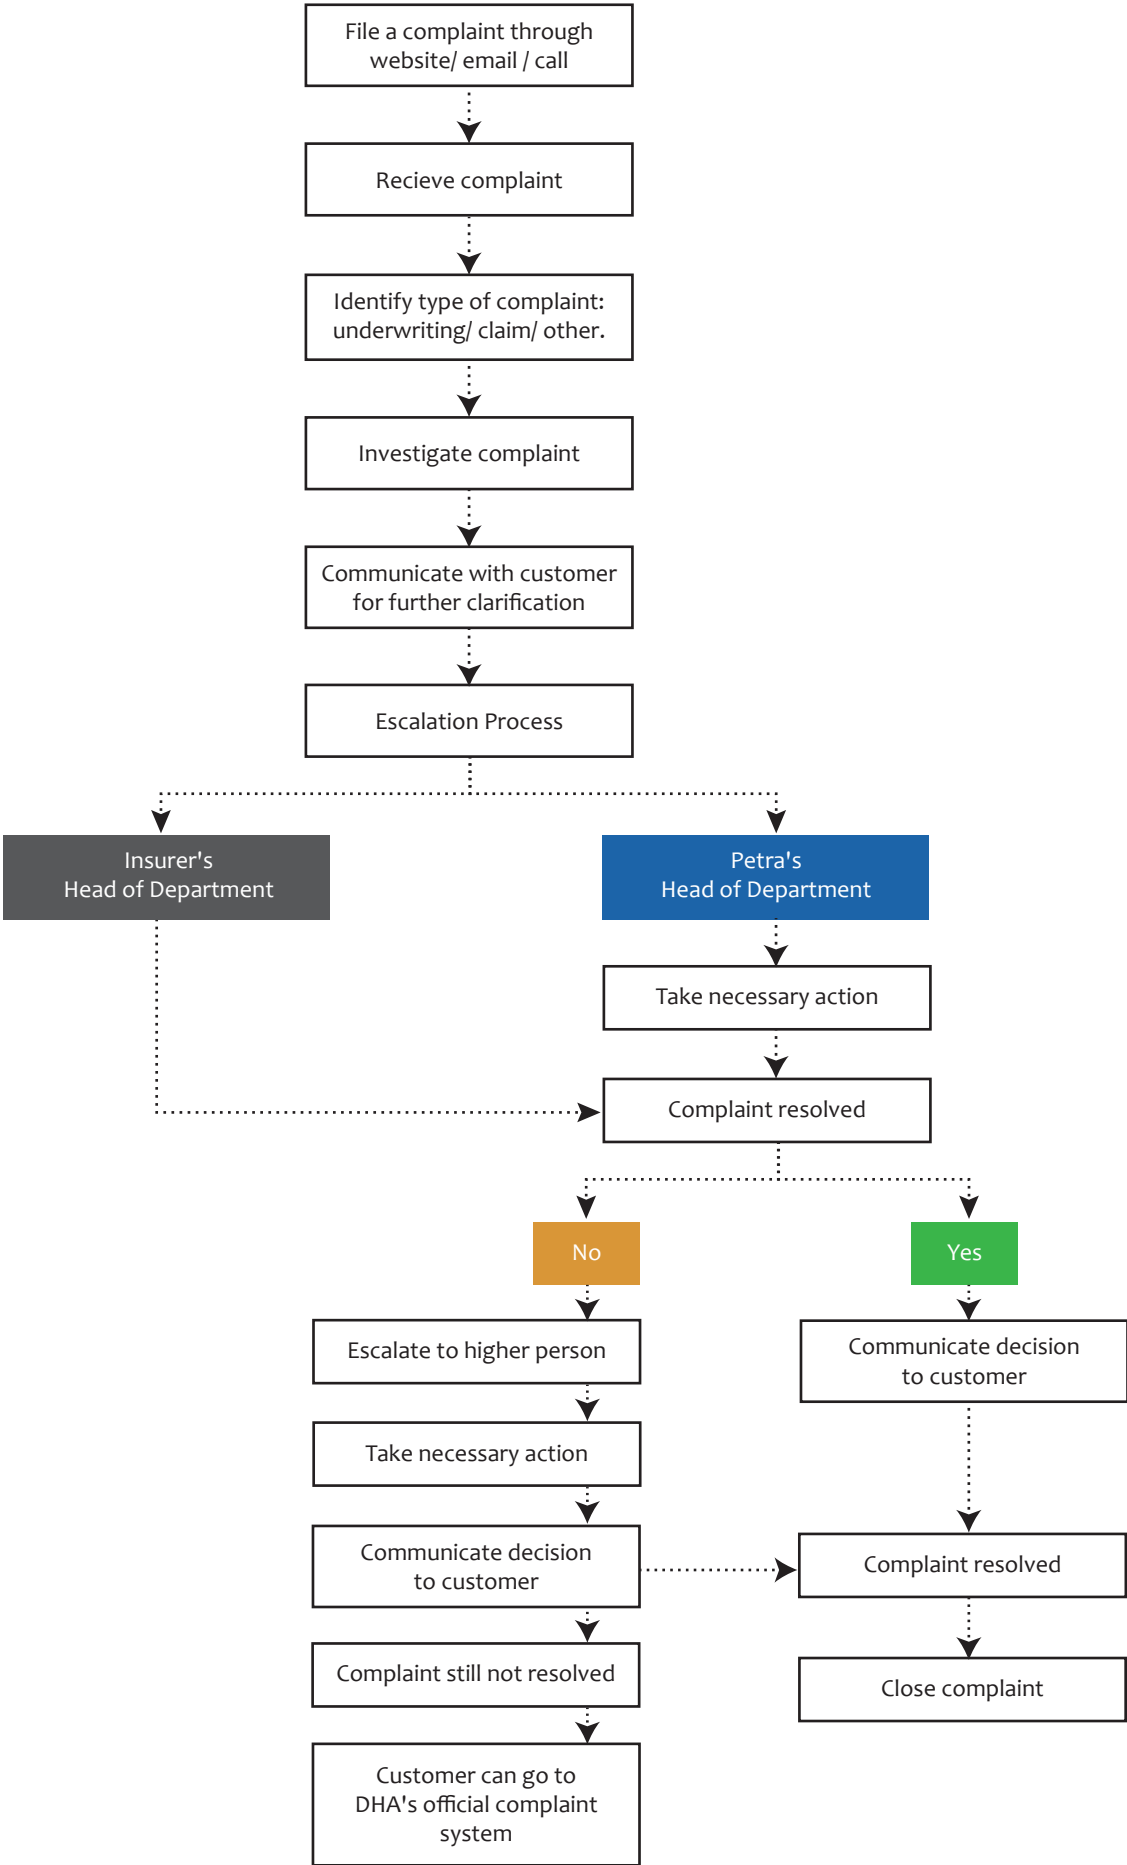 File a complaint through
website/ email / call
Recieve complaint
Identify type of complaint:
underwriting/ claim/ other.
Investigate complaint
Communicate with customer
for further clarification
Escalation Process
Insurer's
Head of Department
Petra's
Head of Department
Take necessary action
Complaint resolved
No
Yes
Escalate to higher person
Communicate decision
to customer
Take necessary action
Communicate decision
to customer
Complaint resolved
Complaint still not resolved
Close complaint
Customer can go to
DHA's official complaint
system